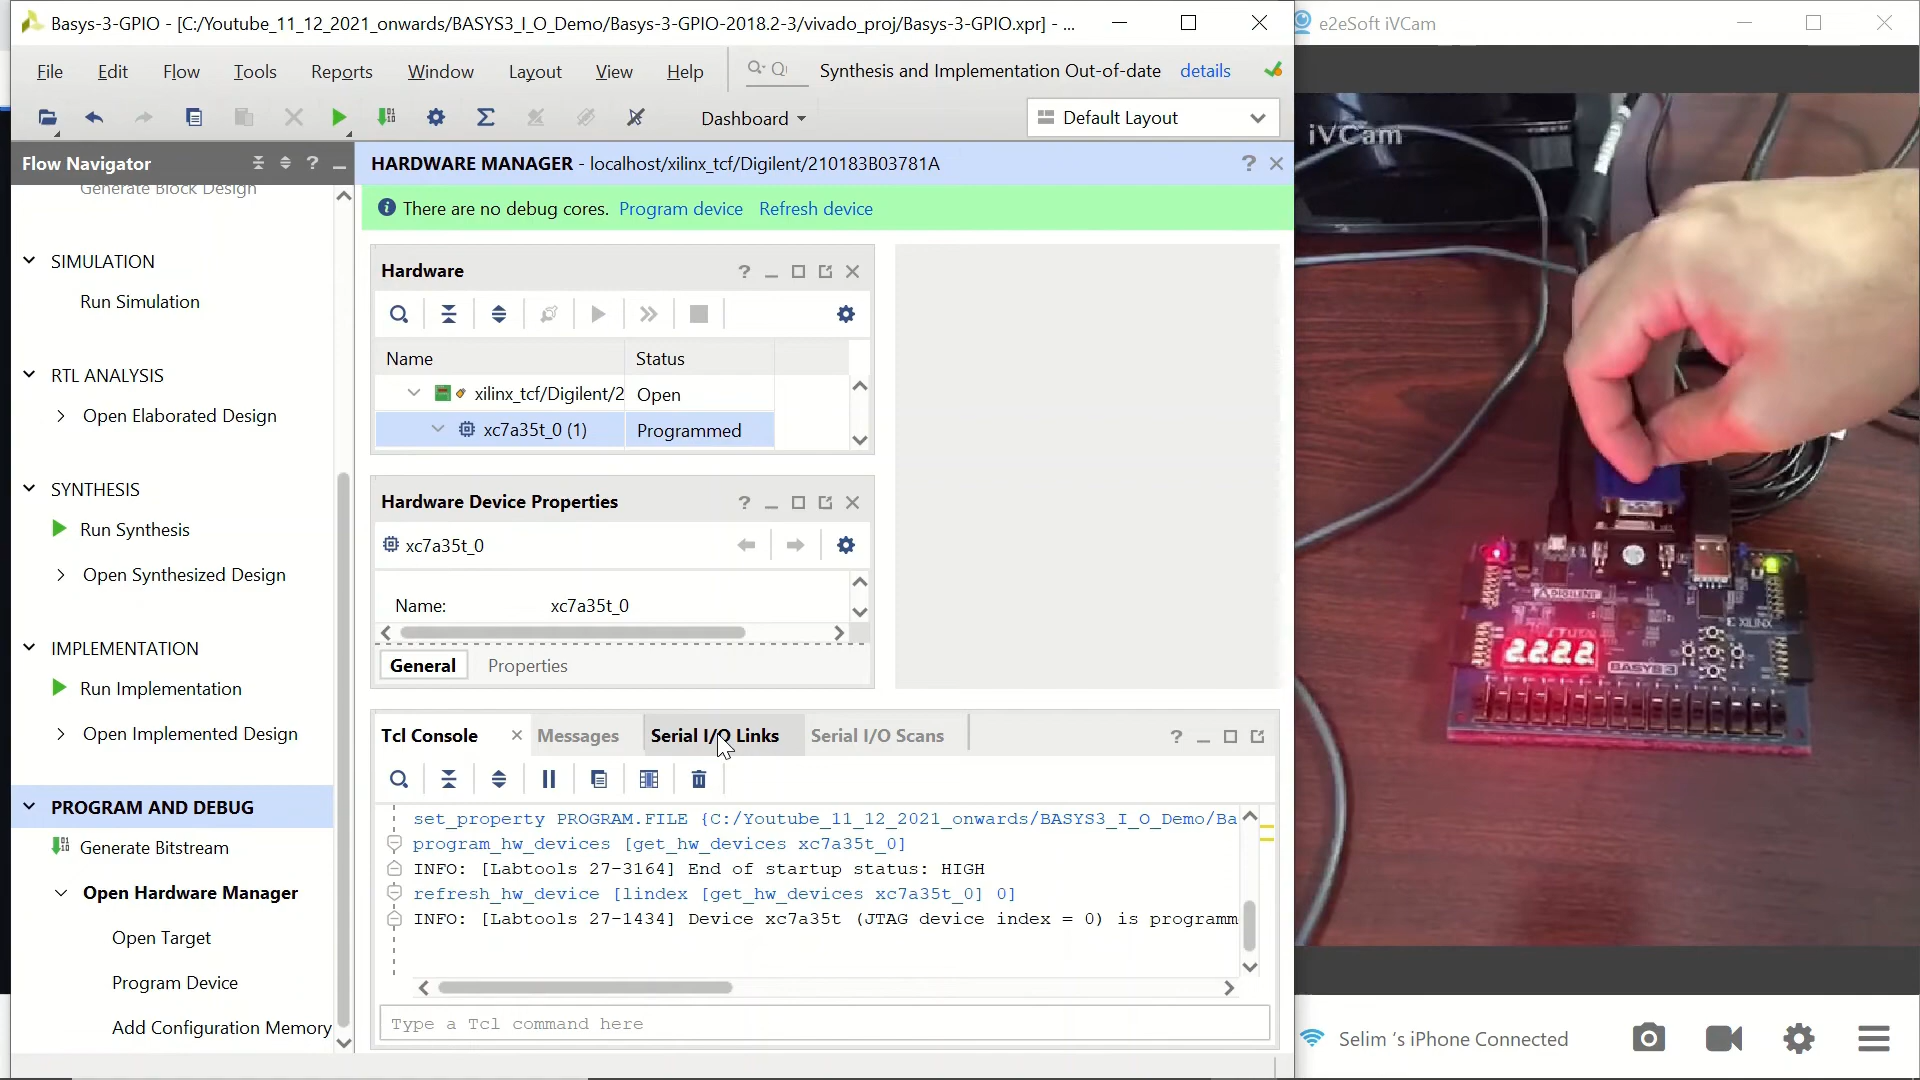 Basys-3-GPIO - [C:/Youtube_11_12_2021_onwards/BASYS3_I_O_Demo/Basys-3-GPIO-2018.2-3/vivado_proj/Basys-3-GPIO.xpr] - ...
e2eSoft iVCam
File Edit Flow Tools Reports Window Layout View Help
Synthesis and Implementation Out-of-date details
Dashboard
Default Layout
Flow Navigator
Generate Block Design
SIMULATION
Run Simulation
RTL ANALYSIS
Open Elaborated Design
SYNTHESIS
Run Synthesis
Open Synthesized Design
IMPLEMENTATION
Run Implementation
Open Implemented Design
PROGRAM AND DEBUG
Generate Bitstream
Open Hardware Manager
Open Target
Program Device
Add Configuration Memory
HARDWARE MANAGER - localhost/xilinx_tcf/Digilent/210183B03781A
There are no debug cores. Program device Refresh device
Hardware
Name Status
xilinx_tcf/Digilent/2 Open
xc7a35t_0 (1) Programmed
Hardware Device Properties
xc7a35t_0
Name: xc7a35t_0
General Properties
Tcl Console Messages Serial I/O Links Serial I/O Scans
set_property PROGRAM.FILE {C:/Youtube_11_12_2021_onwards/BASYS3_I_O_Demo/Ba
program_hw_devices [get_hw_devices xc7a35t_0]
INFO: [Labtools 27-3164] End of startup status: HIGH
refresh_hw_device [lindex [get_hw_devices xc7a35t_0] 0]
INFO: [Labtools 27-1434] Device xc7a35t (JTAG device index = 0) is programm
Type a Tcl command here
iVCam
DIGILENT
XILINX
2222
BASYS 3
Selim 's iPhone Connected